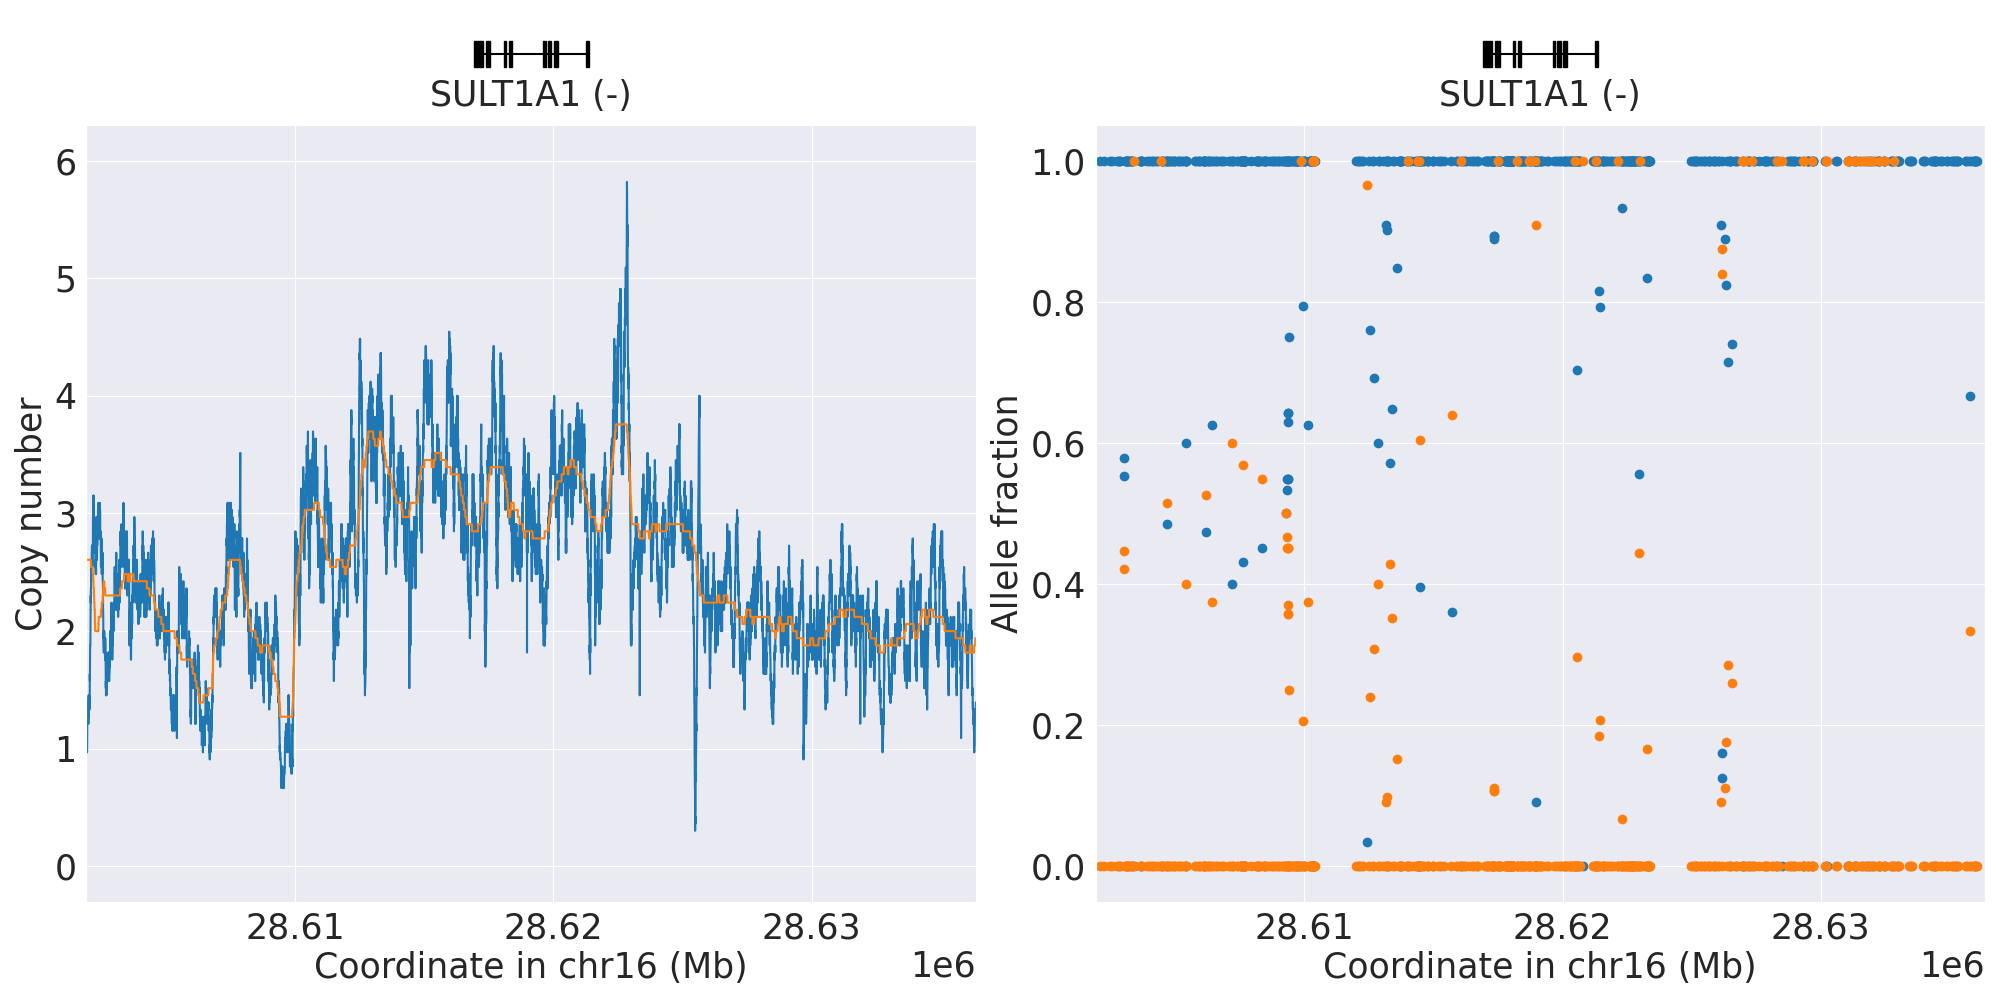 SULT1A1 (-)
SULT1A1 (-)
6
5
4
3
2
1
0
Copy number
28.61
28.62
28.63
Coordinate in chr16 (Mb)
1e6
1.0
0.8
0.6
0.4
0.2
0.0
Allele fraction
28.61
28.62
28.63
Coordinate in chr16 (Mb)
1e6